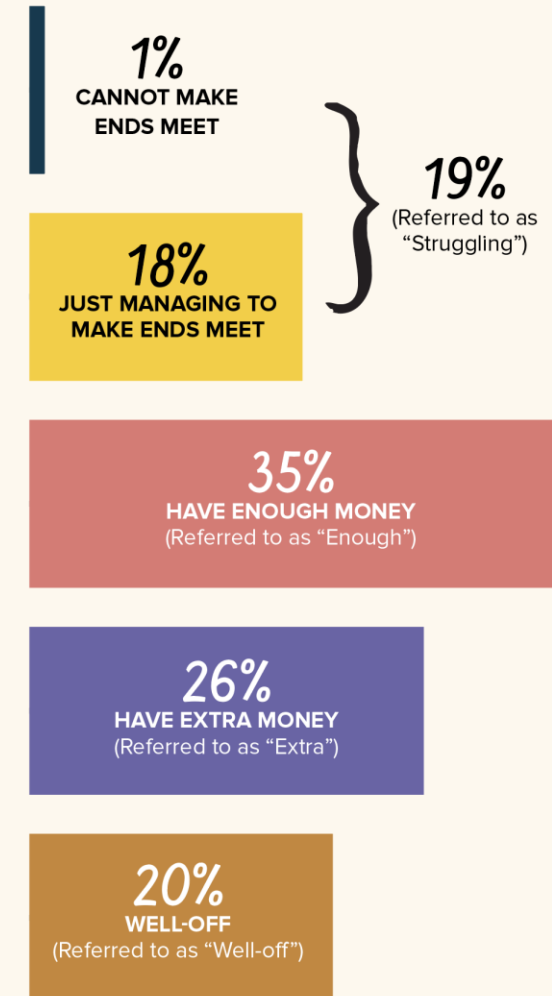 1%
CANNOT MAKE
ENDS MEET
19%
(Referred to as
“Struggling”)
18%
JUST MANAGING TO
MAKE ENDS MEET
35%
HAVE ENOUGH MONEY
(Referred to as “Enough”)
26%
HAVE EXTRA MONEY
(Referred to as “Extra”)
20%
WELL-OFF
(Referred to as “Well-off”)